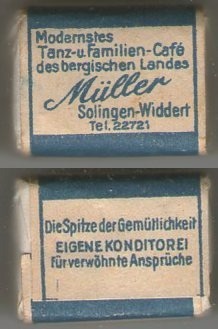 Modernstes
Tanz-u.Familien-Café
des bergischen Landes
Müller
Solingen-Widdert
Tel. 22721
Die Spitze der Gemütlichkeit
EIGENE KONDITOREI
für verwöhnte Ansprüche